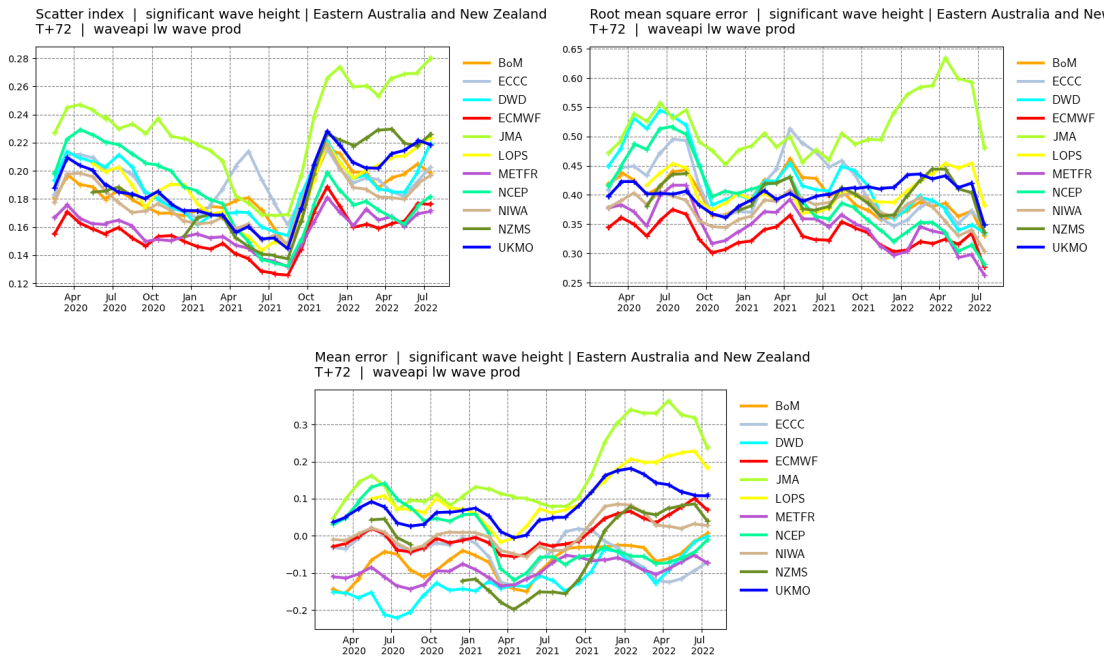 Scatter index | significant wave height | Eastern Australia and New Zealand
T+72 | waveapi lw wave prod
0.28
0.26
0.24
0.22
0.20
0.18
0.16
0.14
0.12
Apr 2020
Jul 2020
Oct 2020
Jan 2021
Apr 2021
Jul 2021
Oct 2021
Jan 2022
Apr 2022
Jul 2022
BoM
ECCC
DWD
ECMWF
JMA
LOPS
METFR
NCEP
NIWA
NZMS
UKMO
Root mean square error | significant wave height | Eastern Australia and Ne
T+72 | waveapi lw wave prod
0.65
0.60
0.55
0.50
0.45
0.40
0.35
0.30
0.25
Apr 2020
Jul 2020
Oct 2020
Jan 2021
Apr 2021
Jul 2021
Oct 2021
Jan 2022
Apr 2022
Jul 2022
BoM
ECCC
DWD
ECMWF
JMA
LOPS
METFR
NCEP
NIWA
NZMS
UKMO
Mean error | significant wave height | Eastern Australia and New Zealand
T+72 | waveapi lw wave prod
0.3
0.2
0.1
0.0
−0.1
−0.2
Apr 2020
Jul 2020
Oct 2020
Jan 2021
Apr 2021
Jul 2021
Oct 2021
Jan 2022
Apr 2022
Jul 2022
BoM
ECCC
DWD
ECMWF
JMA
LOPS
METFR
NCEP
NIWA
NZMS
UKMO